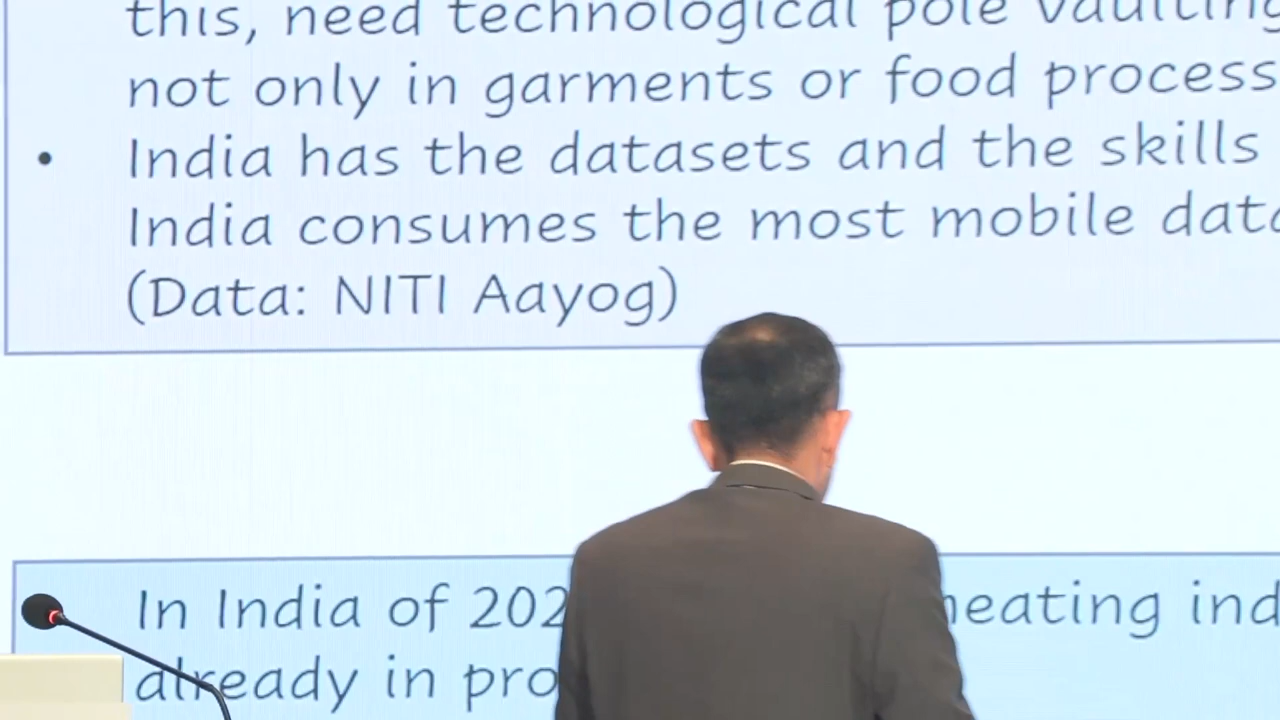 this, need technological pole vaulting
not only in garments or food process
India has the datasets and the skills
India consumes the most mobile data
(Data: NITI Aayog)
In India of 202 heating ind
already in pro